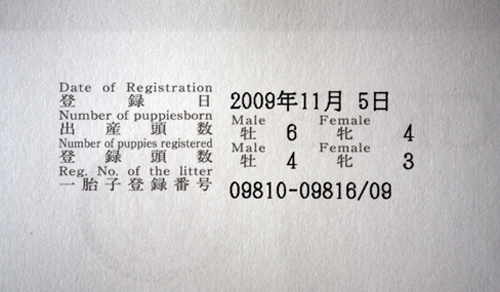 Date of Registration
登録日 2009年11月 5日
Number of puppiesborn Male Female
出産頭数 牡 6 牝 4
Number of puppies registered Male Female
登録頭数 牡 4 牝 3
Reg. No. of the litter
一胎子登録番号 09810-09816/09